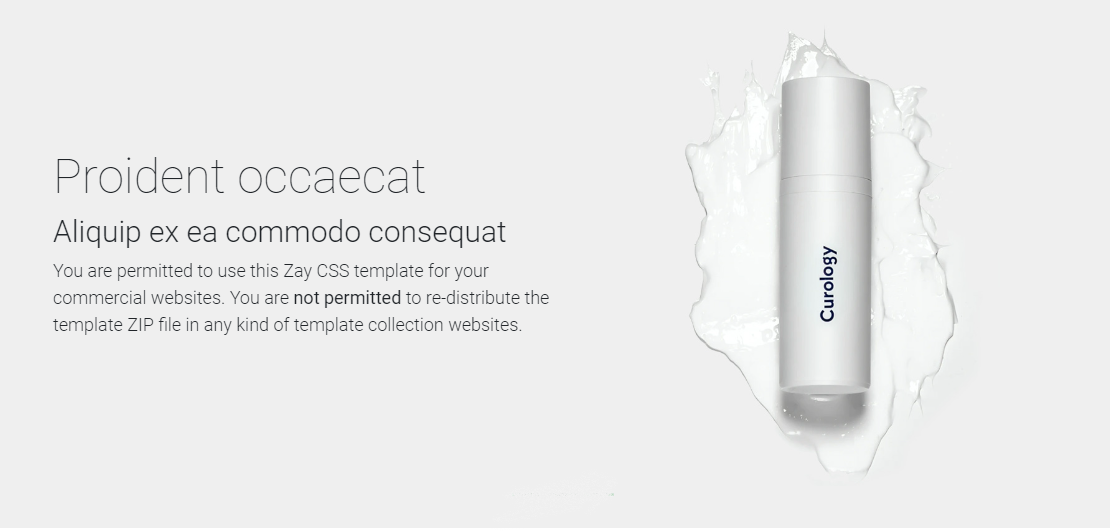 Proident occaecat
Aliquip ex ea commodo consequat
You are permitted to use this Zay CSS template for your
commercial websites. You are not permitted to re-distribute the
template ZIP file in any kind of template collection websites.
Curology